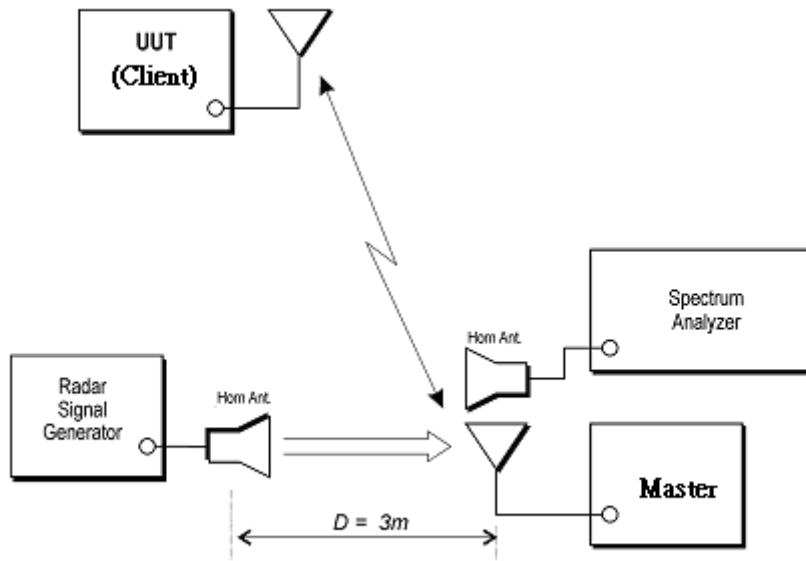 UUT
(Client)
Spectrum
Analyzer
Horn Ant.
Radar
Signal
Generator
Horn Ant.
Master
D = 3m